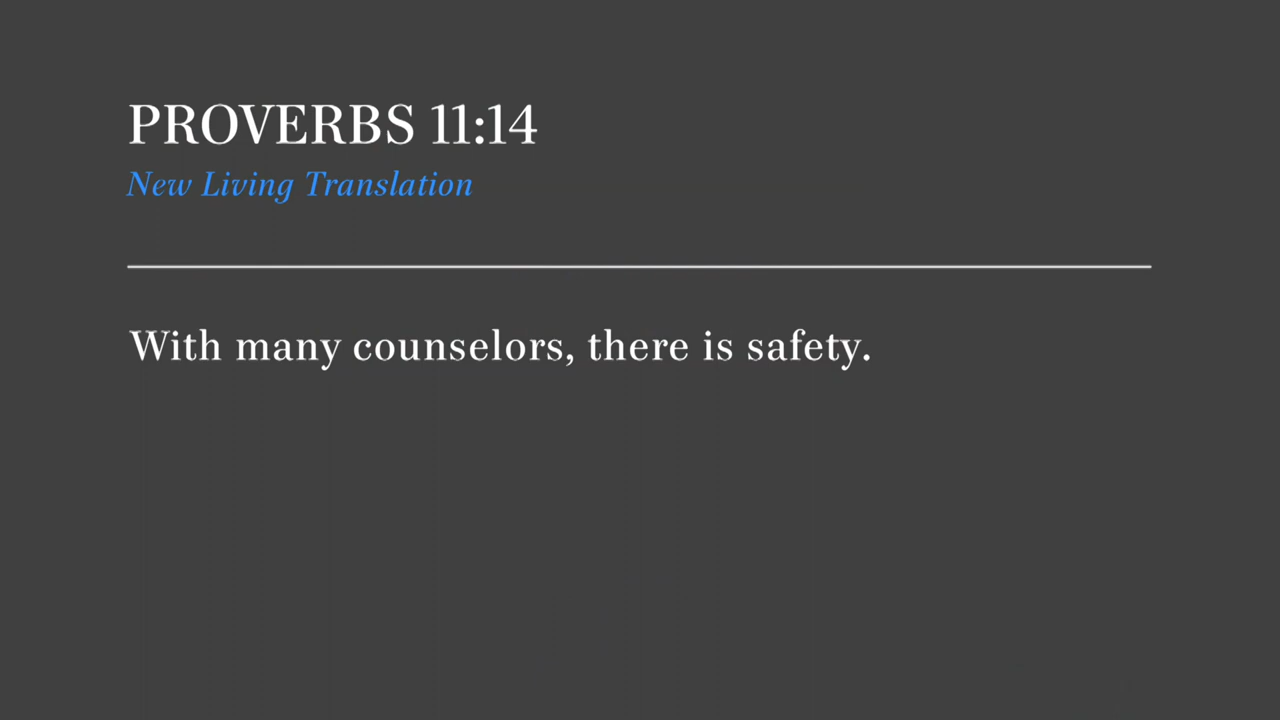 PROVERBS 11:14
New Living Translation
With many counselors, there is safety.